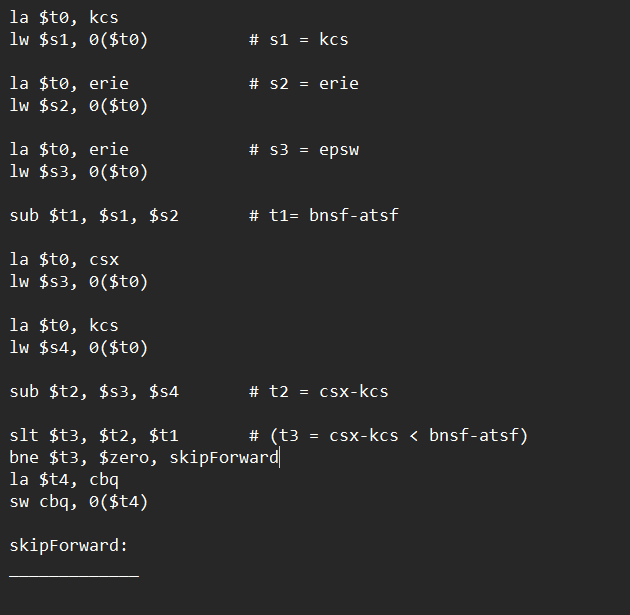 la $t0, kcs
lw $s1, 0($t0)          # s1 = kcs
la $t0, erie            # s2 = erie
lw $s2, 0($t0)
la $t0, erie            # s3 = epsw
lw $s3, 0($t0)
sub $t1, $s1, $s2       # t1= bnsf-atsf
la $t0, csx
lw $s3, 0($t0)
la $t0, kcs
lw $s4, 0($t0)
sub $t2, $s3, $s4       # t2 = csx-kcs
slt $t3, $t2, $t1       # (t3 = csx-kcs < bnsf-atsf)
bne $t3, $zero, skipForward
la $t4, cbq
sw cbq, 0($t4)
skipForward:
_____________